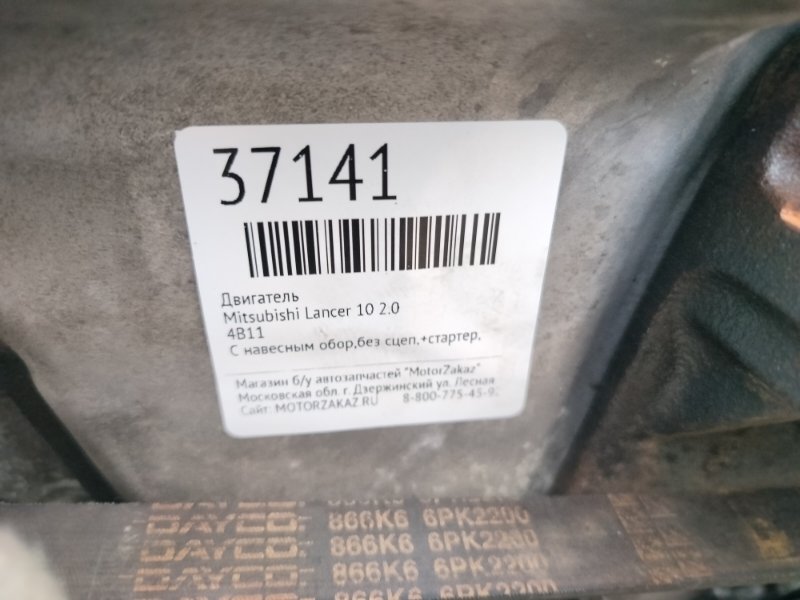 37141
Двигатель
Mitsubishi Lancer 10 2.0
4B11
С навесным обор,без сцеп,+стартер,
Магазин б/у автозапчастей "MotorZakaz"
Московская обл. г. Дзержинский ул. Лесная
Сайт: MOTORZAKAZ.RU 8-800-775-45-9
DAYCO 866K6 6PK2200
DAYCO 866K6 6PK2200
DAYCO 866K6 6PK2200
866K6 6PK2200